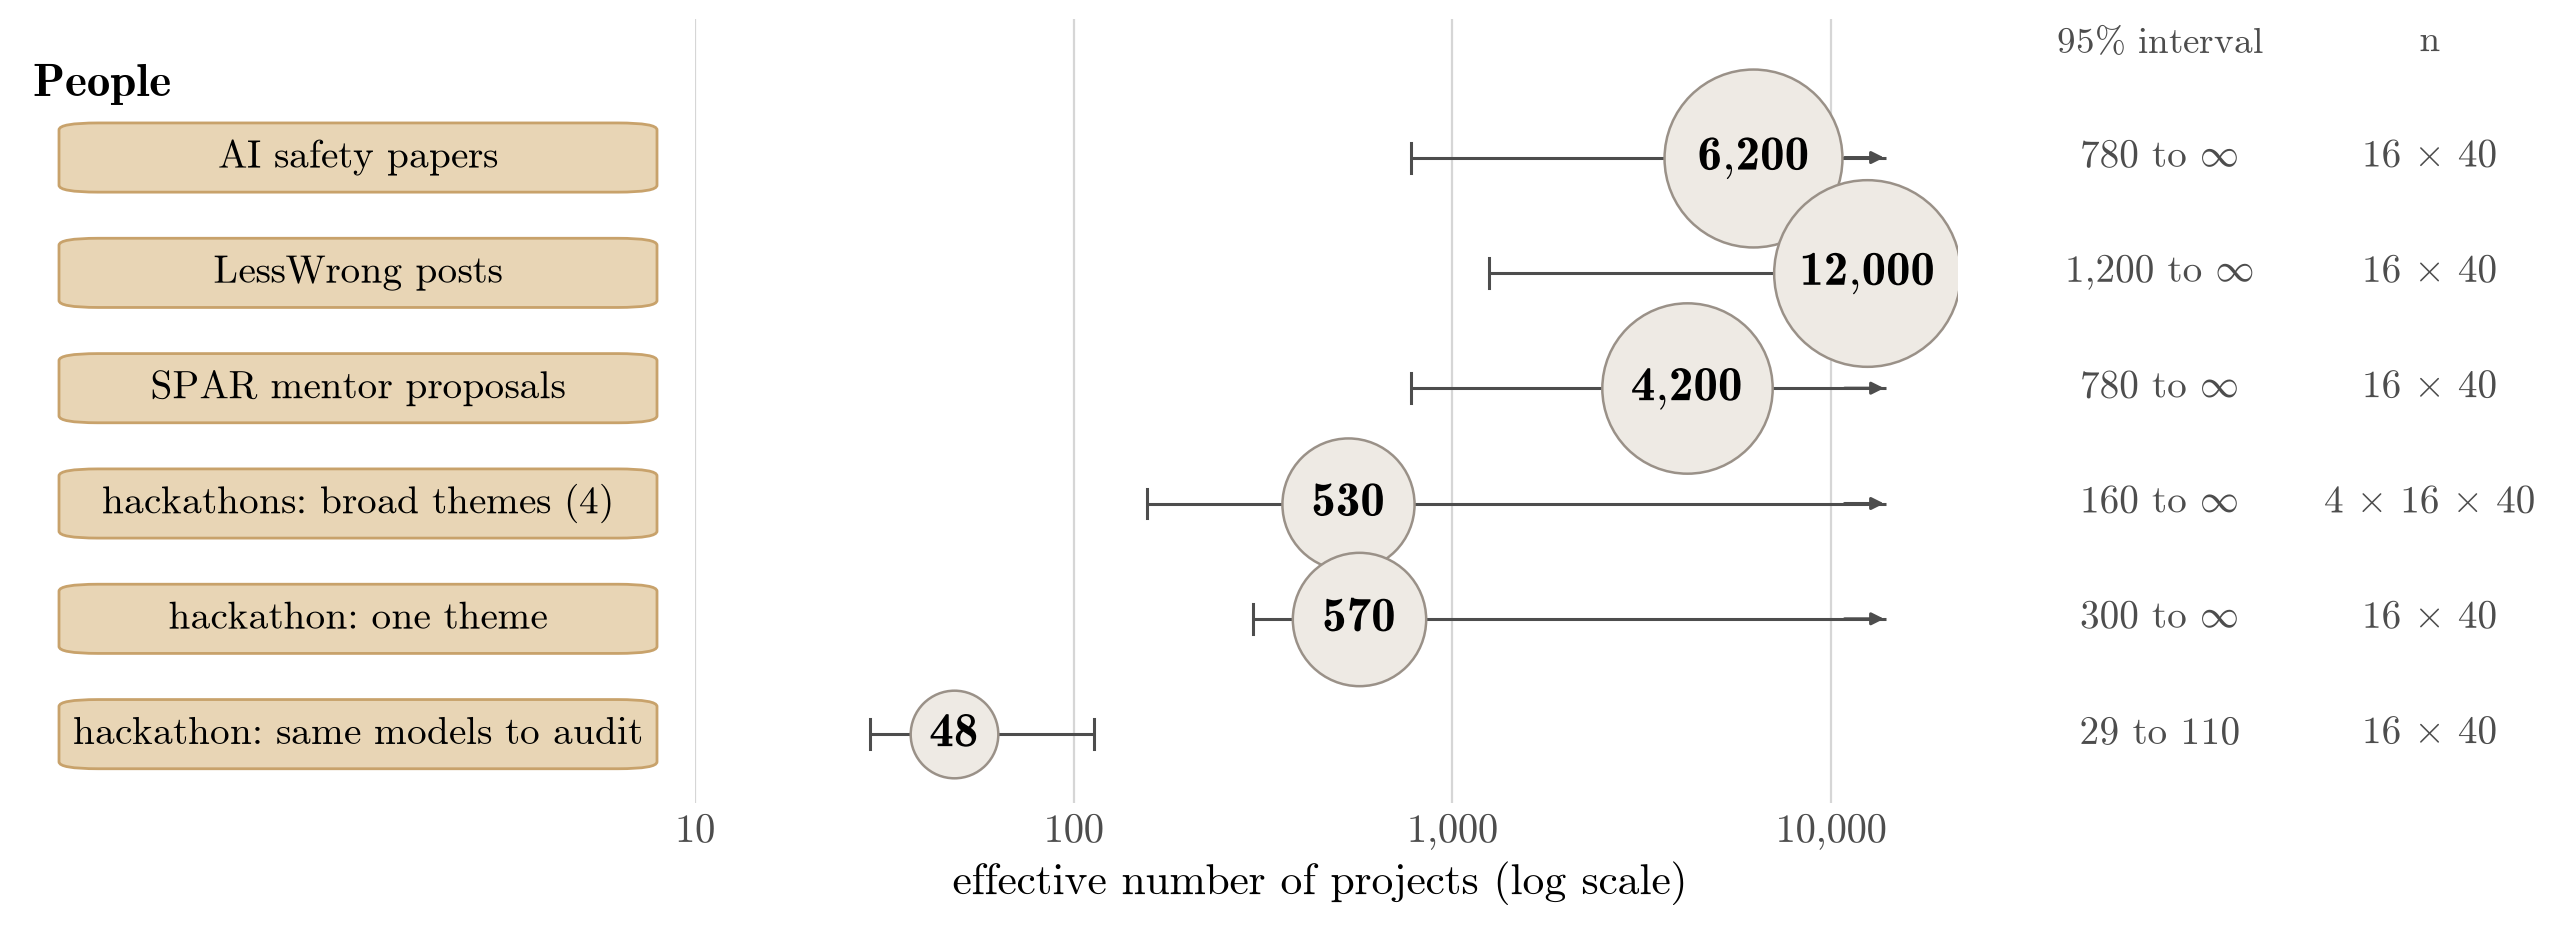 95% interval n
People
AI safety papers 6,200 780 to ∞ 16 × 40
LessWrong posts 12,000 1,200 to ∞ 16 × 40
SPAR mentor proposals 4,200 780 to ∞ 16 × 40
hackathons: broad themes (4) 530 160 to ∞ 4 × 16 × 40
hackathon: one theme 570 300 to ∞ 16 × 40
hackathon: same models to audit 48 29 to 110 16 × 40
10 100 1,000 10,000
effective number of projects (log scale)